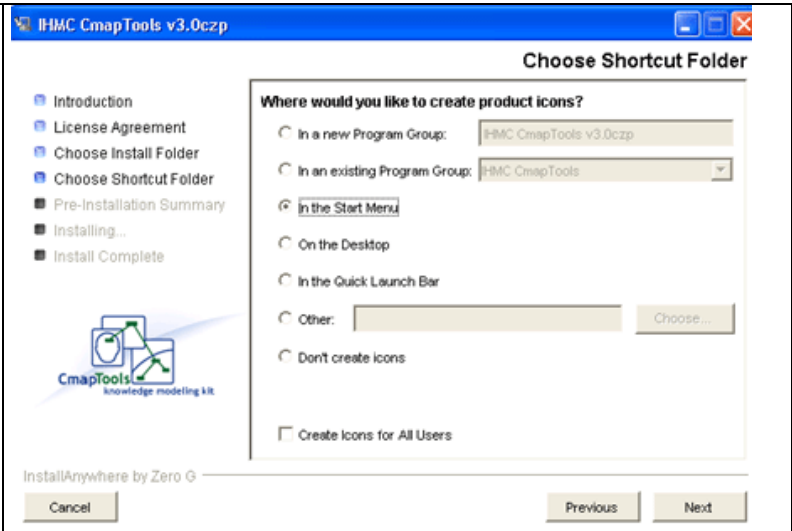 IHMC CmapTools v3.0czp
Choose Shortcut Folder
Introduction
License Agreement
Choose Install Folder
Choose Shortcut Folder
Pre-Installation Summary
Installing...
Install Complete
CmapTools
knowledge modeling kit
Where would you like to create product icons?
In a new Program Group: IHMC CmapTools v3.0czp
In an existing Program Group: IHMC CmapTools
In the Start Menu
On the Desktop
In the Quick Launch Bar
Other: Choose...
Don't create icons
Create Icons for All Users
InstallAnywhere by Zero G
Cancel Previous Next